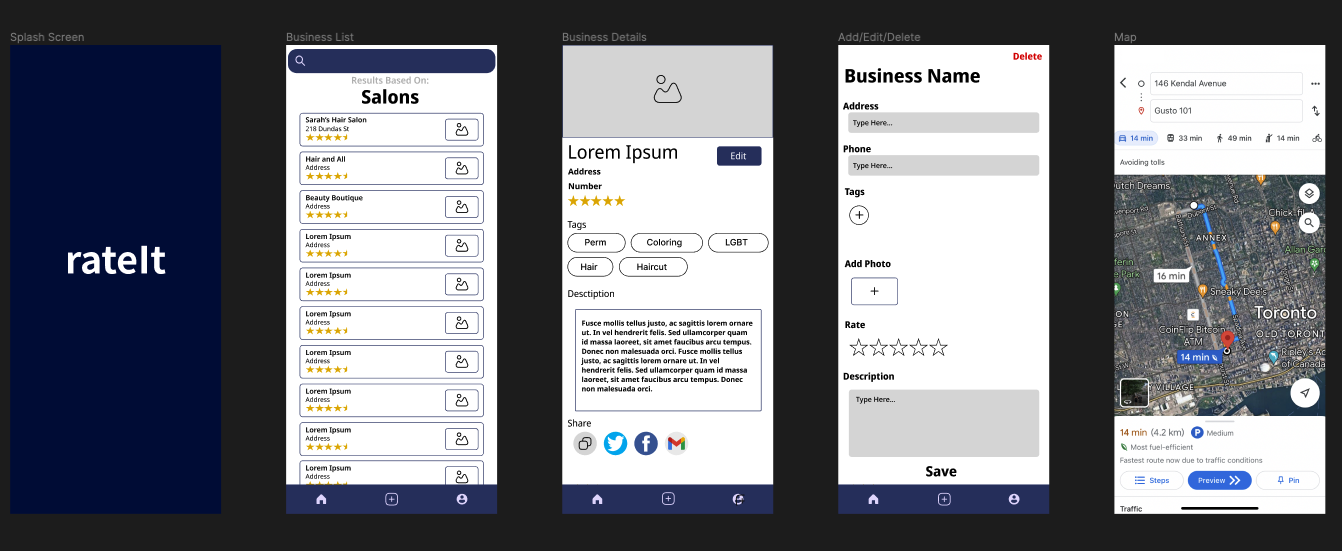 Splash Screen
rateIt
Business List
Results Based On:
Salons
Sarah's Hair Salon
218 Dundas St
Hair and All
Address
Beauty Boutique
Address
Lorem Ipsum
Address
Lorem Ipsum
Address
Lorem Ipsum
Address
Lorem Ipsum
Address
Lorem Ipsum
Address
Lorem Ipsum
Address
Lorem Ipsum
Address
Business Details
Lorem Ipsum
Edit
Address
Number
Tags
Perm
Coloring
LGBT
Hair
Haircut
Desctiption
Fusce mollis tellus justo, ac sagittis lorem ornare
ut. In vel hendrerit felis. Sed ullamcorper quam
id massa laoreet, sit amet faucibus arcu tempus.
Donec non malesuada orci. Fusce mollis tellus
justo, ac sagittis lorem ornare ut. In vel
hendrerit felis. Sed ullamcorper quam id massa
laoreet, sit amet faucibus arcu tempus. Donec
non malesuada orci.
Share
Add/Edit/Delete
Delete
Business Name
Address
Type Here...
Phone
Type Here...
Tags
Add Photo
Rate
Description
Type Here...
Save
Map
146 Kendal Avenue
Gusto 101
14 min
33 min
49 min
14 min
Avoiding tolls
utch Dreams
venport Rd
Dupont St
Chick-fil-A
ANNEX
Allan Gar
fferin
e Park
16 min
Sneaky Dee's
Toronto
CoinFlip Bitcoin
ATM
OLD TORONT
14 min
Ripley's Aq
of Canada
Y VILLAGE
14 min (4.2 km)
P Medium
Most fuel-efficient
Fastest route now due to traffic conditions
Steps
Preview
Pin
Traffic